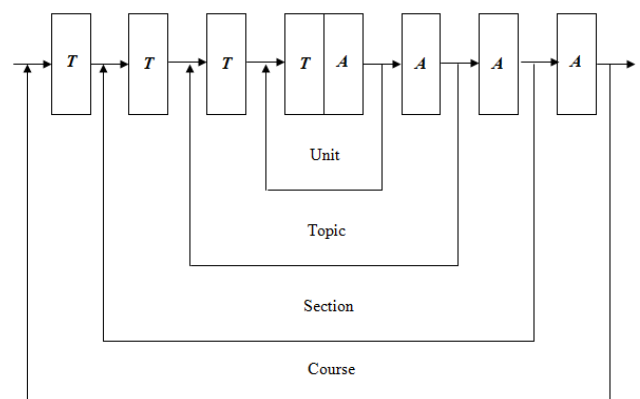 T T T T A A A A
Unit
Topic
Section
Course